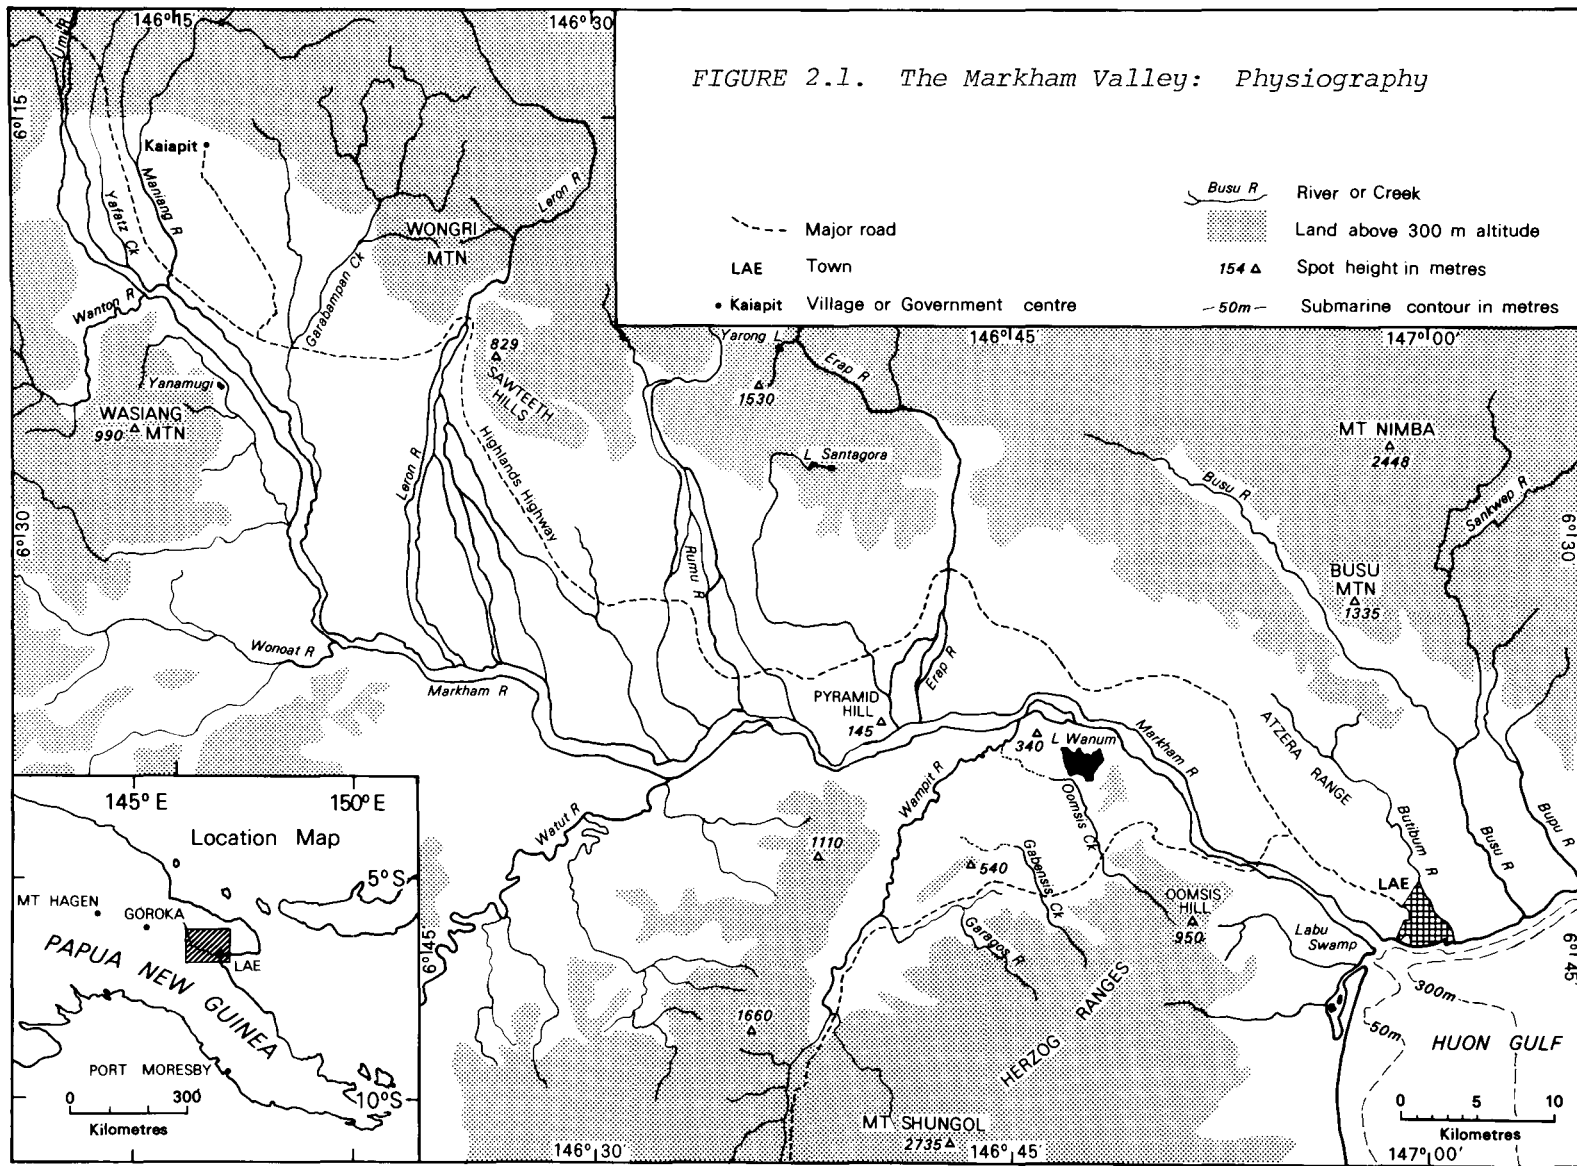 146°15'
146°30'
FIGURE 2.1. The Markham Valley: Physiography
Major road
LAE Town
• Kaiapit Village or Government centre
Busu R River or Creek
Land above 300 m altitude
154 △ Spot height in metres
-50m- Submarine contour in metres
6°15
Umi R
Kaiapit
Maniang R
Yafatz Ck
Wanton R
Garabampan Ck
WONGRI
MTN
Leron R
829
SAWTEETH
HILLS
Yanamugi
WASIANG
MTN
990
Leron R
Highlands Highway
Yarong L
1530
Erap R
L Santagora
146°45
147°00'
MT NIMBA
2448
Busu R
Sankwep R
6°30
6°30
BUSU
MTN
1335
Rumu R
Wonoat R
Markham R
PYRAMID
HILL
145
Erap R
340
L Wanum
Markham R
ATZERA RANGE
Wampit R
Oomsis Ck
Watut R
1110
540
Gabensis Ck
Garagos R
OOMSIS
HILL
950
Butibum R
LAE
Busu R
Bupu R
Labu
Swamp
6°45
6°45
300m
50m
HUON GULF
HERZOG RANGES
1660
MT SHUNGOL
2735
146°30'
146°45
147°00'
0 5 10
Kilometres
145° E
150° E
Location Map
5° S
MT HAGEN
GOROKA
LAE
PAPUA NEW GUINEA
PORT MORESBY
10° S
0 300
Kilometres